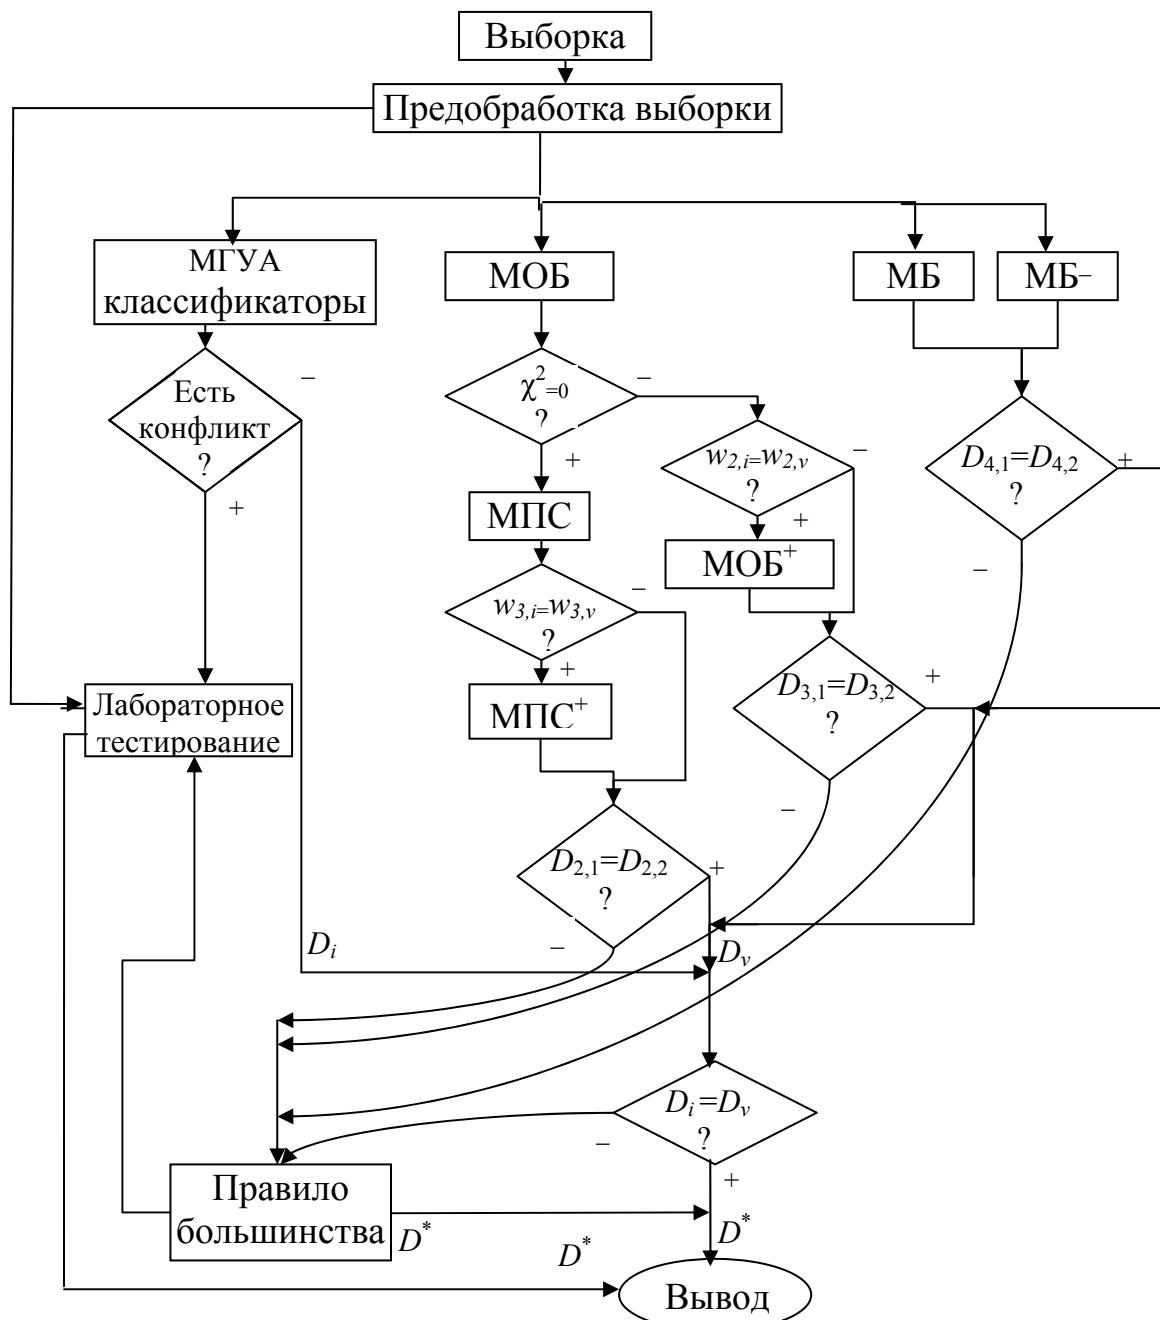 Выборка
Предобработка выборки
МГУА
классификаторы
МОБ
МБ
МБ–
Есть
конфликт
?
–
+
χ²=0
?
–
+
w2,i=w2,v
?
–
+
D4,1=D4,2
?
+
–
МПС
МОБ+
w3,i=w3,v
?
–
+
МПС+
D3,1=D3,2
?
+
–
Лабораторное
тестирование
D2,1=D2,2
?
+
–
Di
Dv
Di=Dv
?
–
+
Правило
большинства
D*
D*
D*
Вывод